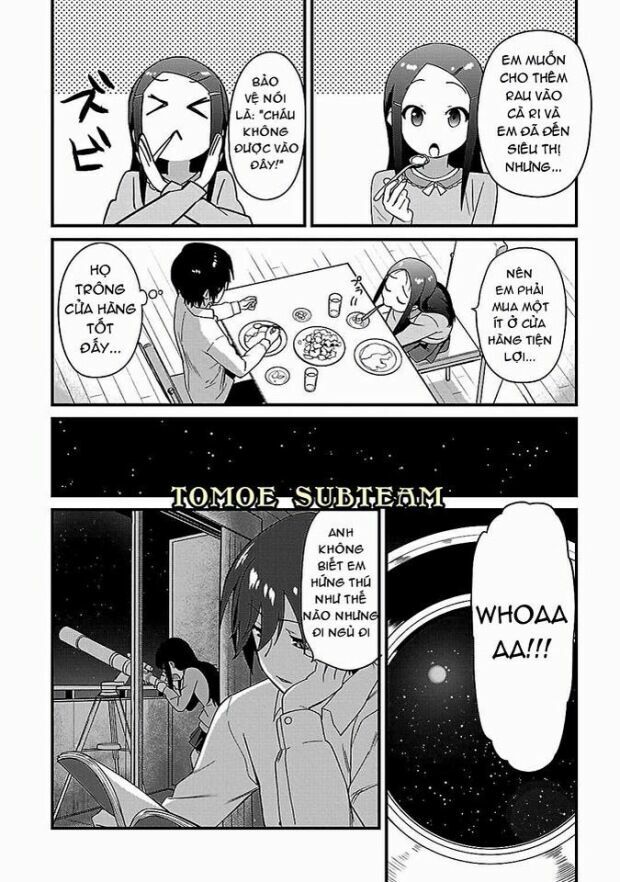 EM MUỐN
CHO THÊM
RAU VÀO
CÀ RI VÀ
EM ĐÃ ĐẾN
SIÊU THỊ
NHƯNG...
BẢO
VỆ NÓI
LÀ: "CHÁU
KHÔNG
ĐƯỢC VÀO
ĐÂY!"
ズビ
NÊN
EM PHẢI
MUA MỘT
ÍT Ở CỬA
HÀNG TIỆN
LỢI...
HỌ
TRÔNG
CỬA HÀNG
TỐT
ĐẤY...
TOMOE SUBTEAM
WHOAA
AA!!!
ANH
KHÔNG
BIẾT EM
HỨNG THÚ
NHƯ THẾ
NÀO NHƯNG
ĐI NGỦ ĐI